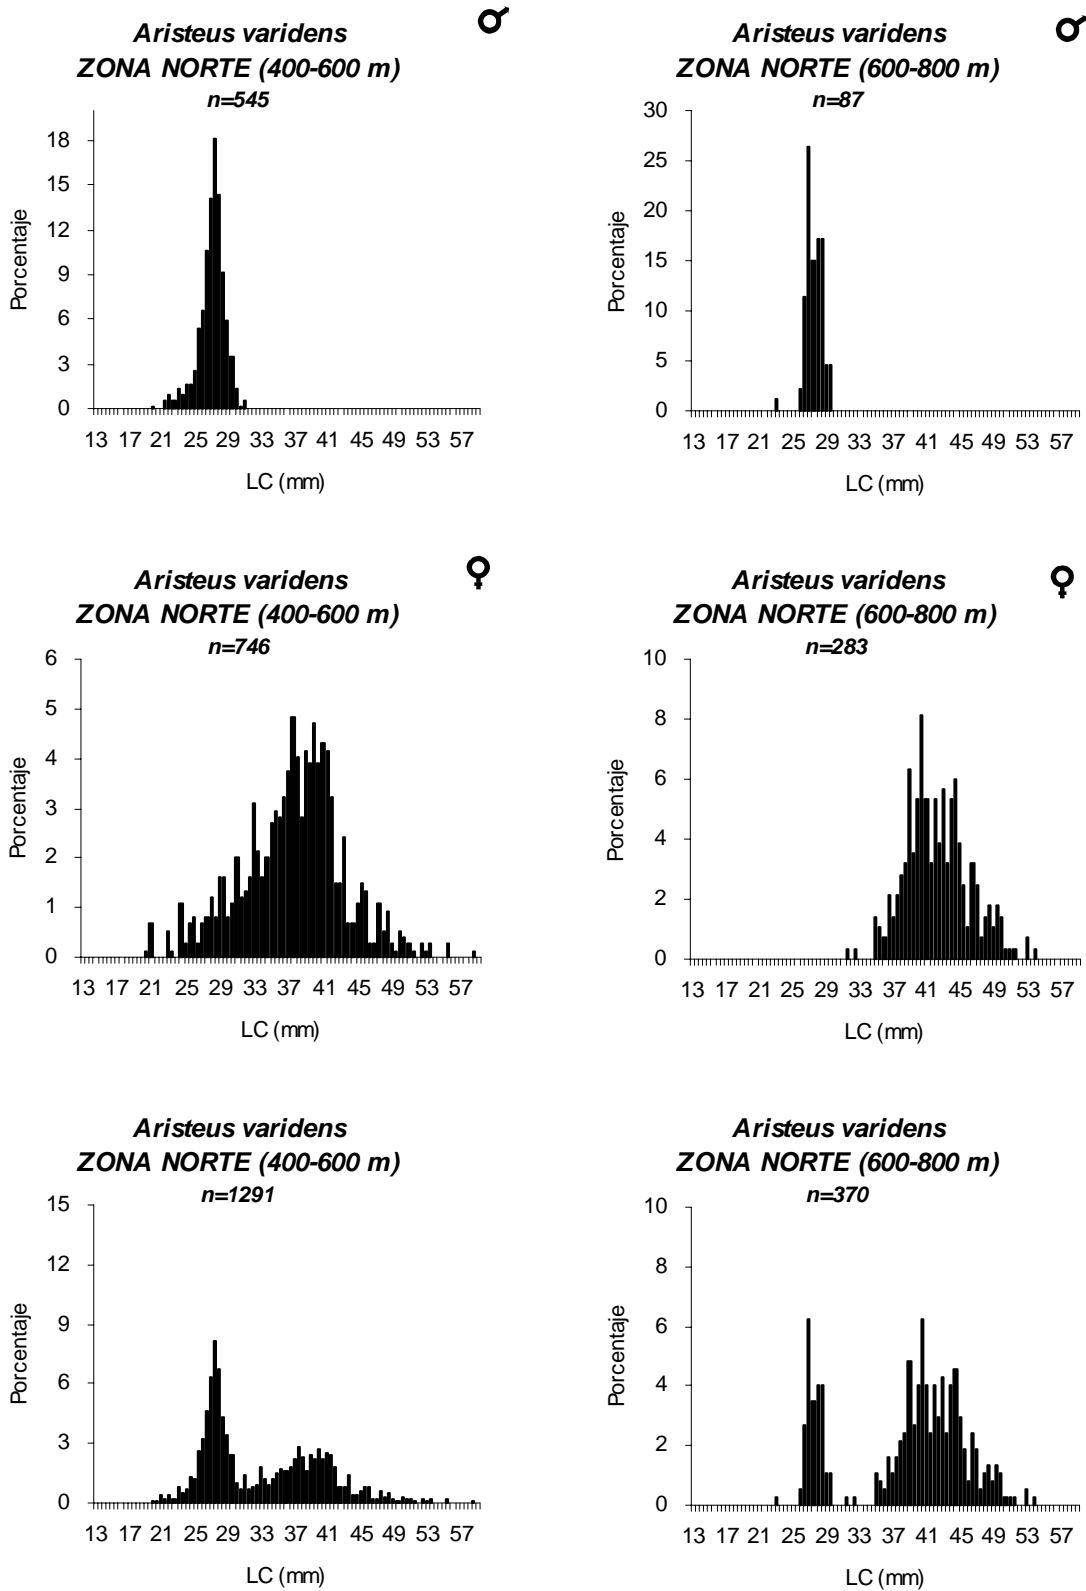 Aristeus varidens
ZONA NORTE (400-600 m)
n=545
18
15
12
9
6
3
0
Porcentaje
13 17 21 25 29 33 37 41 45 49 53 57
LC (mm)
Aristeus varidens
ZONA NORTE (600-800 m)
n=87
30
25
20
15
10
5
0
Porcentaje
13 17 21 25 29 33 37 41 45 49 53 57
LC (mm)
Aristeus varidens
ZONA NORTE (400-600 m)
n=746
6
5
4
3
2
1
0
Porcentaje
13 17 21 25 29 33 37 41 45 49 53 57
LC (mm)
Aristeus varidens
ZONA NORTE (600-800 m)
n=283
10
8
6
4
2
0
Porcentaje
13 17 21 25 29 33 37 41 45 49 53 57
LC (mm)
Aristeus varidens
ZONA NORTE (400-600 m)
n=1291
15
12
9
6
3
0
Porcentaje
13 17 21 25 29 33 37 41 45 49 53 57
LC (mm)
Aristeus varidens
ZONA NORTE (600-800 m)
n=370
10
8
6
4
2
0
Porcentaje
13 17 21 25 29 33 37 41 45 49 53 57
LC (mm)